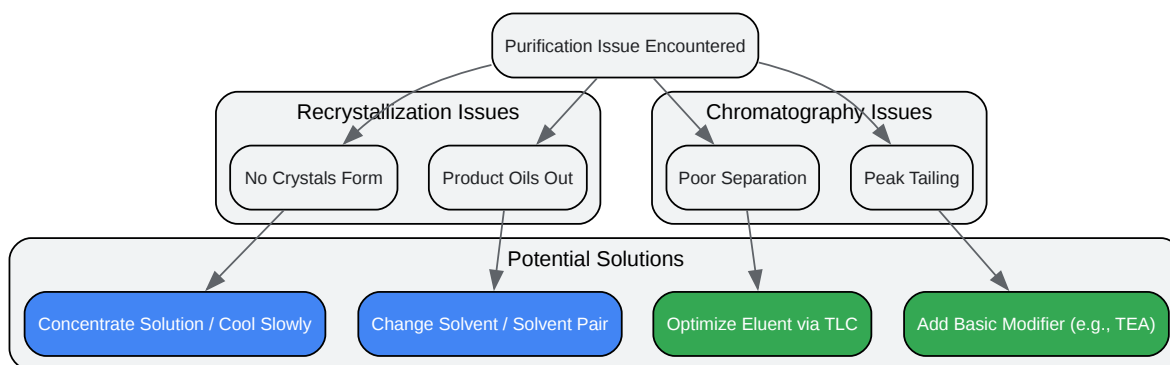 Purification Issue Encountered
Recrystallization Issues
Chromatography Issues
No Crystals Form
Product Oils Out
Poor Separation
Peak Tailing
Potential Solutions
Concentrate Solution / Cool Slowly
Change Solvent / Solvent Pair
Optimize Eluent via TLC
Add Basic Modifier (e.g., TEA)